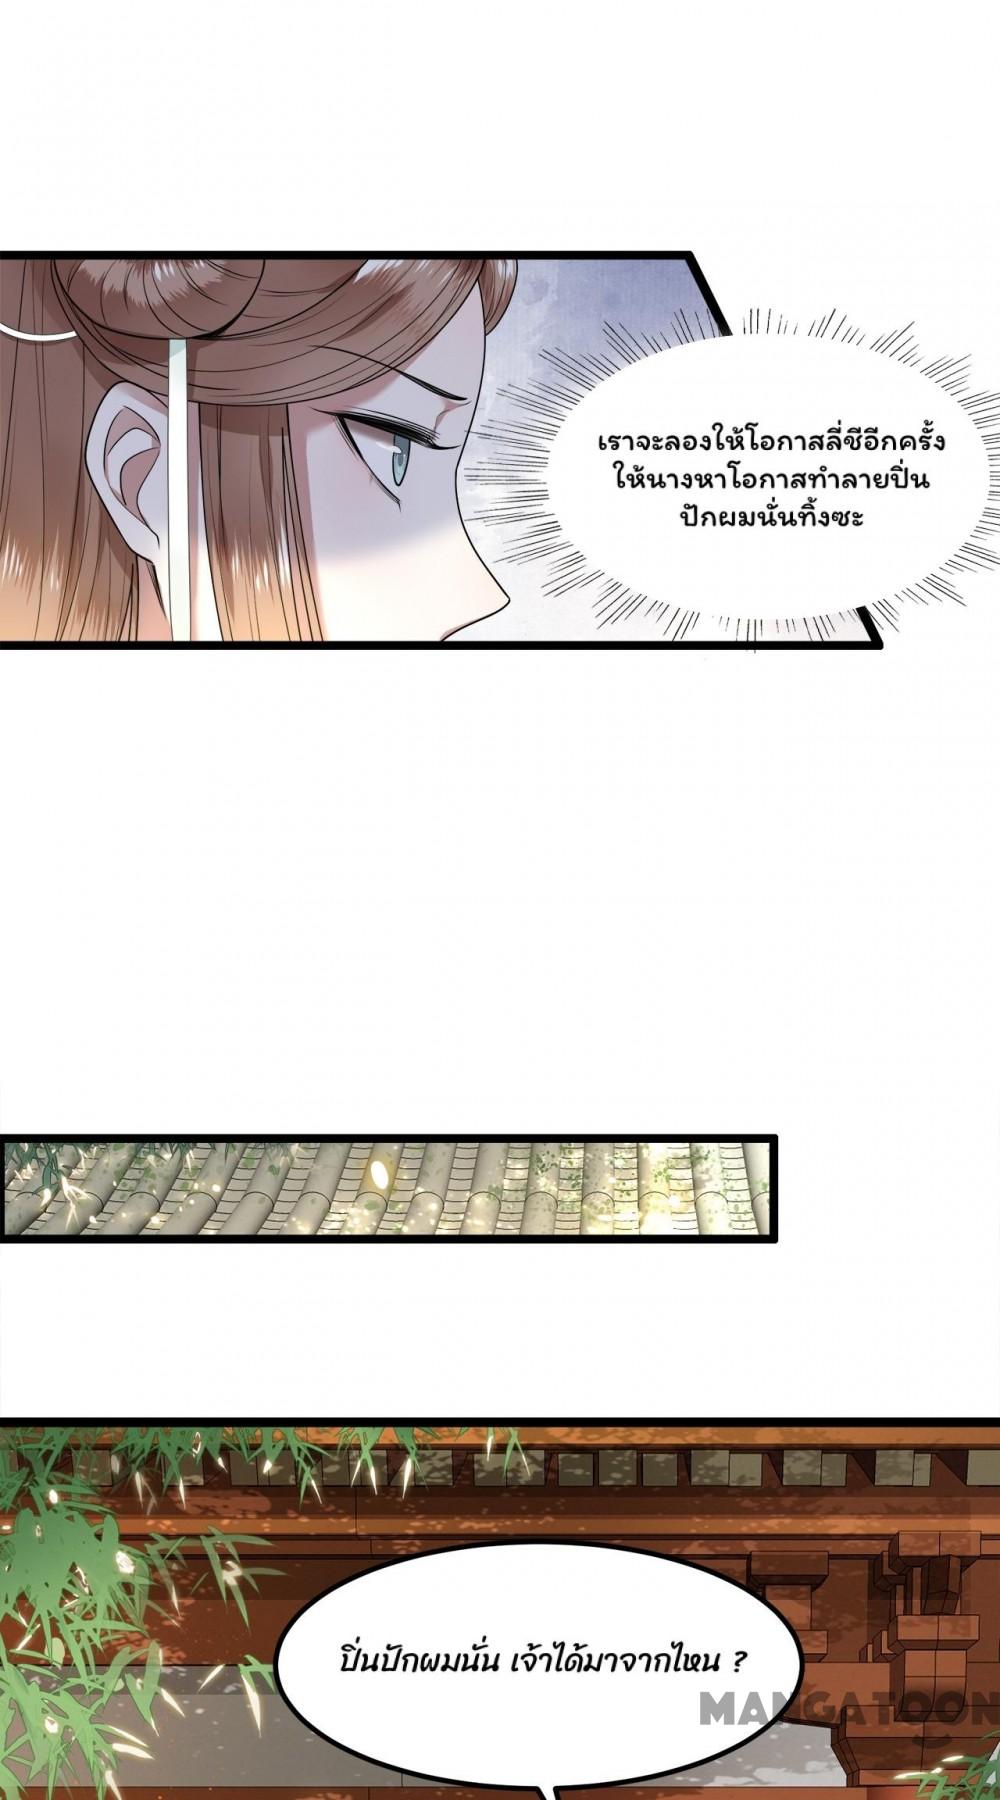 เราจะลองให้โอกาสลี่ชีอีกครั้ง
ให้นางหาโอกาสทำลายปิ่น
ปักผมนั่นทิ้งซะ
ปิ่นปักผมนั่น เจ้าได้มาจากไหน ?
MANGATOON